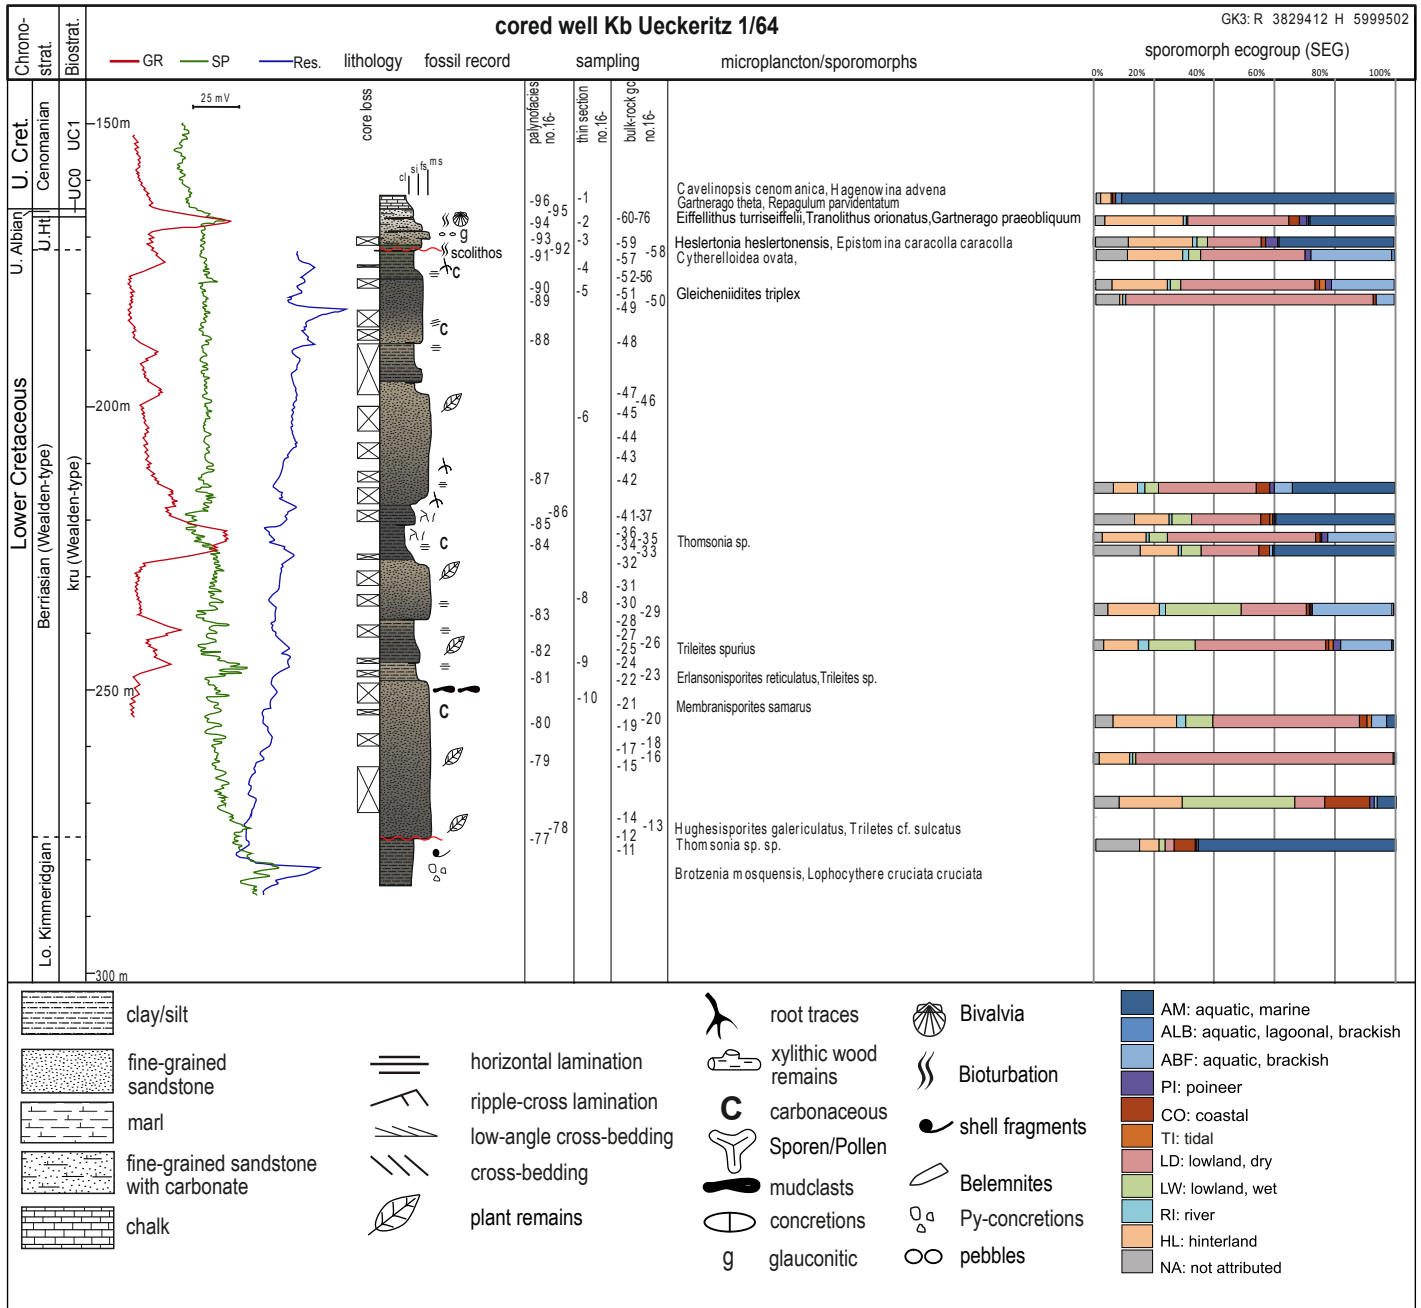 cored well Kb Ueckeritz 1/64
GK3: R 3829412 H 5999502
Chrono-
strat.
Biostrat.
GR
SP
Res.
lithology
fossil record
sampling
microplancton/sporomorphs
sporomorph ecogroup (SEG)
0%
20%
40%
60%
80%
100%
25 mV
core loss
palynofacies
no.16-
thin section
no.16-
bulk-rock gc
no.16-
cl
si
fs
ms
U. Cret.
Lower Cretaceous
Cenomanian
U. Albian
U.Htl
Berriasian (Wealden-type)
Lo. Kimmeridgian
UC1
UC0
kru (Wealden-type)
150m
200m
250 m
300 m
g
scolithos
C
C
C
C
-96
-95
-94
-93
-92
-91
-90
-89
-88
-87
-86
-85
-84
-83
-82
-81
-80
-79
-78
-77
-1
-2
-3
-4
-5
-6
-8
-9
-10
-60-76
-59
-58
-57
-52-56
-51
-50
-49
-48
-47
-46
-45
-44
-43
-42
-41-37
-36
-35
-34
-33
-32
-31
-30
-29
-28
-27
-26
-25
-24
-23
-22
-21
-20
-19
-18
-17
-16
-15
-14
-13
-12
-11
Cavelinopsis cenomanica, Hagenowina advena
Gartnerago theta, Repagulum parvidentatum
Eiffellithus turriseiffelii, Tranolithus orionatus, Gartnerago praeobliquum
Heslertonia heslertonensis, Epistomina caracolla caracolla
Cytherelloidea ovata,
Gleicheniidites triplex
Thomsonia sp.
Trileites spurius
Erlansonisporites reticulatus, Trileites sp.
Membranisporites samarus
Hughesisporites galericulatus, Triletes cf. sulcatus
Thomsonia sp. sp.
Brotzenia mosquensis, Lophocythere cruciata cruciata
clay/silt
fine-grained
sandstone
marl
fine-grained sandstone
with carbonate
chalk
horizontal lamination
ripple-cross lamination
low-angle cross-bedding
cross-bedding
plant remains
root traces
xylithic wood
remains
C carbonaceous
Sporen/Pollen
mudclasts
concretions
g glauconitic
Bivalvia
Bioturbation
shell fragments
Belemnites
Py-concretions
pebbles
AM: aquatic, marine
ALB: aquatic, lagoonal, brackish
ABF: aquatic, brackish
PI: poineer
CO: coastal
TI: tidal
LD: lowland, dry
LW: lowland, wet
RI: river
HL: hinterland
NA: not attributed